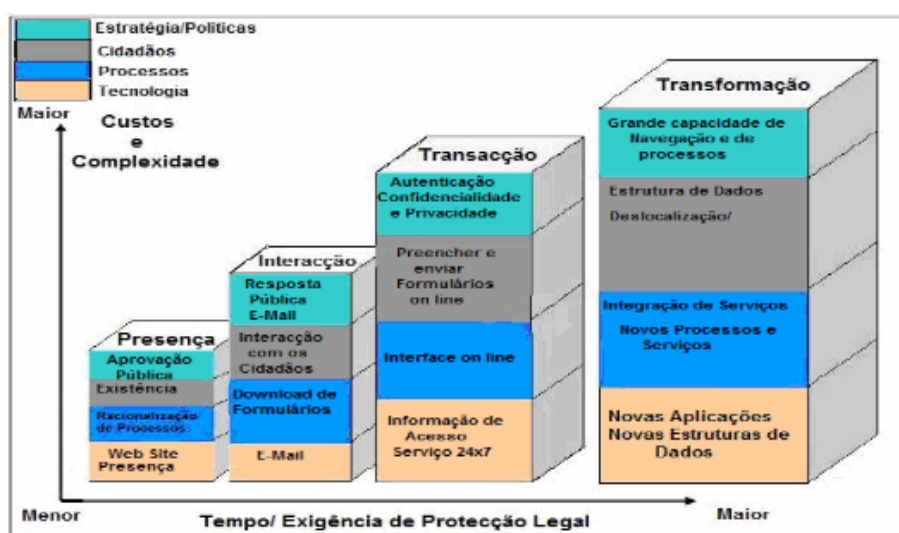 Estratégia/Políticas
Cidadãos
Processos
Tecnologia
Maior
Custos
e
Complexidade
Presença
Aprovação
Pública
Existência
Racionalização
de Processos
Web Site
Presença
Interacção
Resposta
Pública
E-Mail
Interacção
com os
Cidadãos
Download de
Formulários
E-Mail
Transacção
Autenticação
Confidencialidade
e Privacidade
Preencher e
enviar
Formulários
on line
Interface on line
Informação de
Acesso
Serviço 24x7
Transformação
Grande capacidade de
Navegação e de
processos
Estrutura de Dados
Deslocalização/
Integração de Serviços
Novos Processos e
Serviços
Novas Aplicações
Novas Estruturas de
Dados
Menor
Tempo/ Exigência de Protecção Legal
Maior